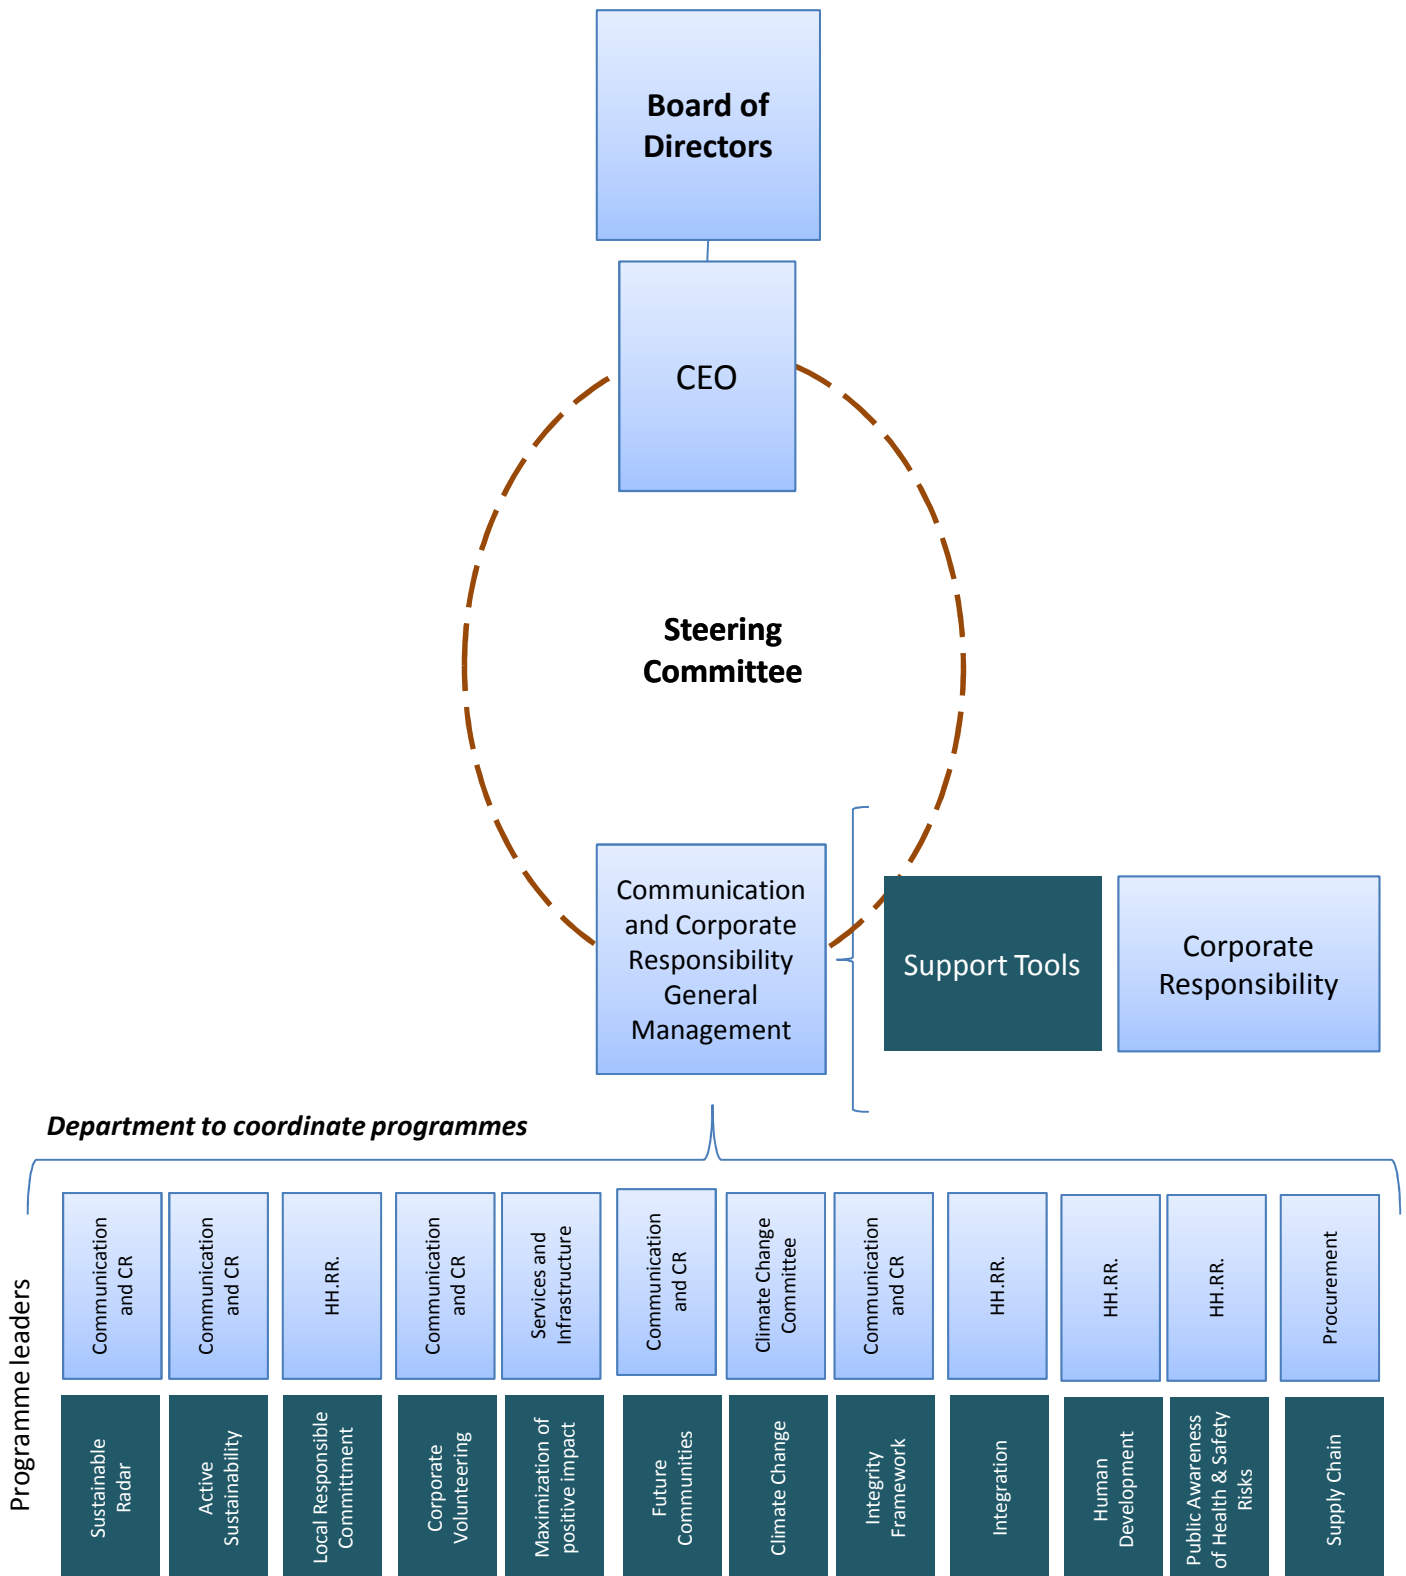 Board of
Directors
CEO
Steering
Committee
Communication
and Corporate
Responsibility
General
Management
Support Tools
Corporate
Responsibility
Department to coordinate programmes
Programme leaders
Communication
and CR
Communication
and CR
HH.RR.
Communication
and CR
Services and
Infrastructure
Communication
and CR
Climate Change
Committee
Communication
and CR
HH.RR.
HH.RR.
HH.RR.
Procurement
Sustainable
Radar
Active
Sustainability
Local Responsible
Committment
Corporate
Volunteering
Maximization of
positive impact
Future
Communities
Climate Change
Integrity
Framework
Integration
Human
Development
Public Awareness
of Health & Safety
Risks
Supply Chain